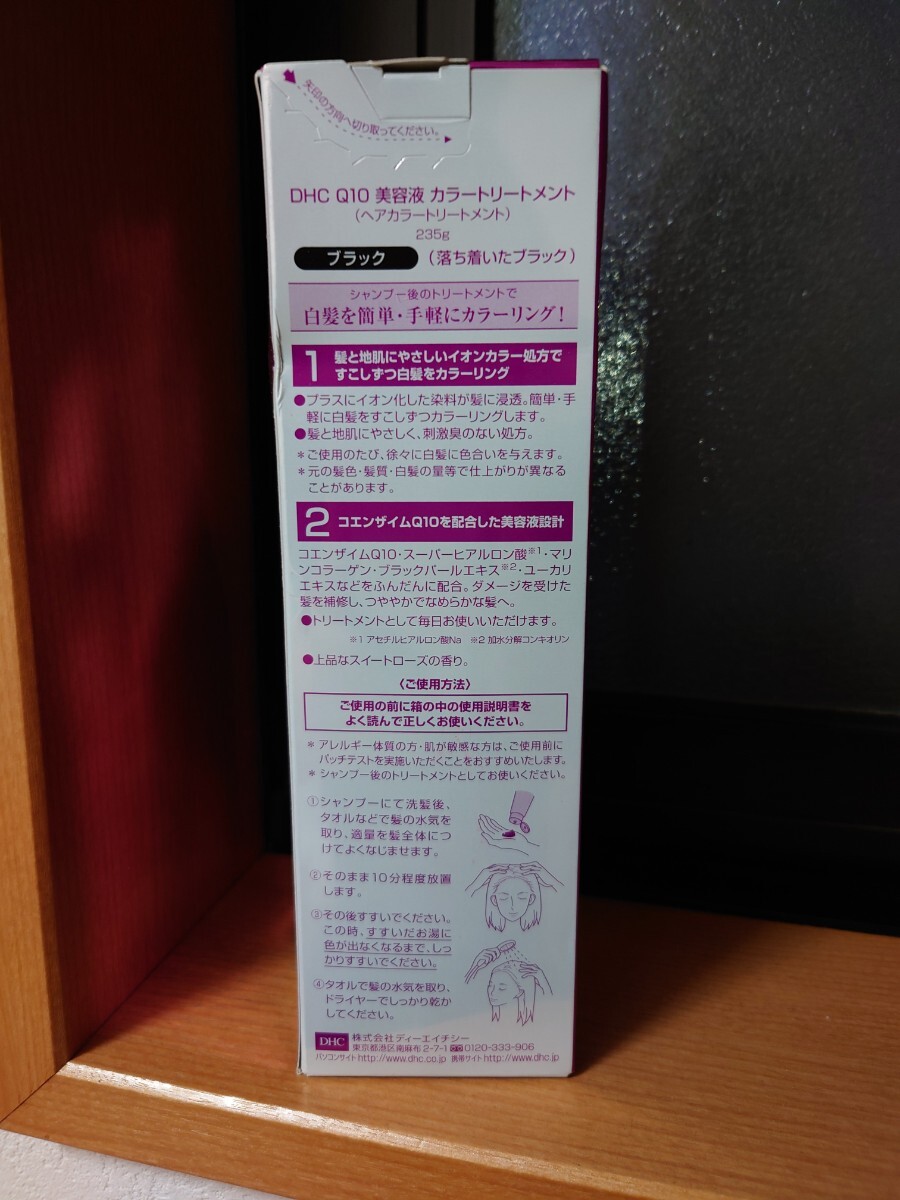 矢印の方向へ切り取ってください。
DHC Q10 美容液 カラートリートメント
（ヘアカラートリートメント）
235g
ブラック （落ち着いたブラック）
シャンプー後のトリートメントで
白髪を簡単・手軽にカラーリング！
1 髪と地肌にやさしいイオンカラー処方で
すこしずつ白髪をカラーリング
●プラスにイオン化した染料が髪に浸透。簡単・手
軽に白髪をすこしずつカラーリングします。
●髪と地肌にやさしく、刺激臭のない処方。
＊ご使用のたび、徐々に白髪に色合いを与えます。
＊元の髪色・髪質・白髪の量等で仕上がりが異なる
ことがあります。
2 コエンザイムQ10を配合した美容液設計
コエンザイムQ10・スーパーヒアルロン酸※1・マリ
ンコラーゲン・ブラックパールエキス※2・ユーカリ
エキスなどをふんだんに配合。ダメージを受けた
髪を補修し、つややかでなめらかな髪へ。
●トリートメントとして毎日お使いいただけます。
※1 アセチルヒアルロン酸Na ※2 加水分解コンキオリン
●上品なスイートローズの香り。
〈ご使用方法〉
ご使用の前に箱の中の使用説明書を
よく読んで正しくお使いください。
＊ アレルギー体質の方・肌が敏感な方は、ご使用前に
パッチテストを実施いただくことをおすすめいたします。
＊ シャンプー後のトリートメントとしてお使いください。
①シャンプーにて洗髪後、
タオルなどで髪の水気を
取り、適量を髪全体につ
けてよくなじませます。
②そのまま10分程度放置
します。
③その後すすいでください。
この時、すすいだお湯に
色が出なくなるまで、しっ
かりすすいでください。
④タオルで髪の水気を取り、
ドライヤーでしっかり乾か
してください。
DHC 株式会社ディーエイチシー
東京都港区南麻布2-7-1 0120-333-906
パソコンサイト http://www.dhc.co.jp 携帯サイト http://www.dhc.jp